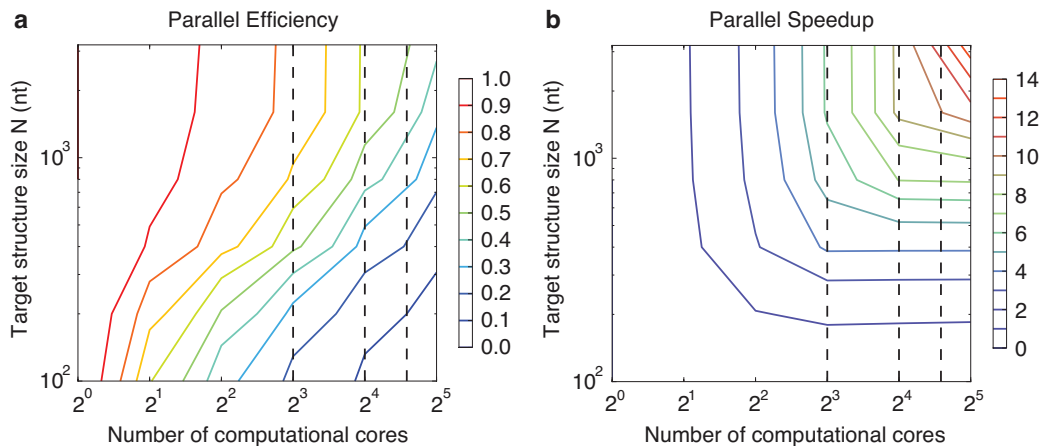 a Parallel Efficiency
Target structure size N (nt)
10³
10²
2⁰ 2¹ 2² 2³ 2⁴ 2⁵
Number of computational cores
1.0
0.9
0.8
0.7
0.6
0.5
0.4
0.3
0.2
0.1
0.0
b Parallel Speedup
Target structure size N (nt)
10³
10²
2⁰ 2¹ 2² 2³ 2⁴ 2⁵
Number of computational cores
14
12
10
8
6
4
2
0